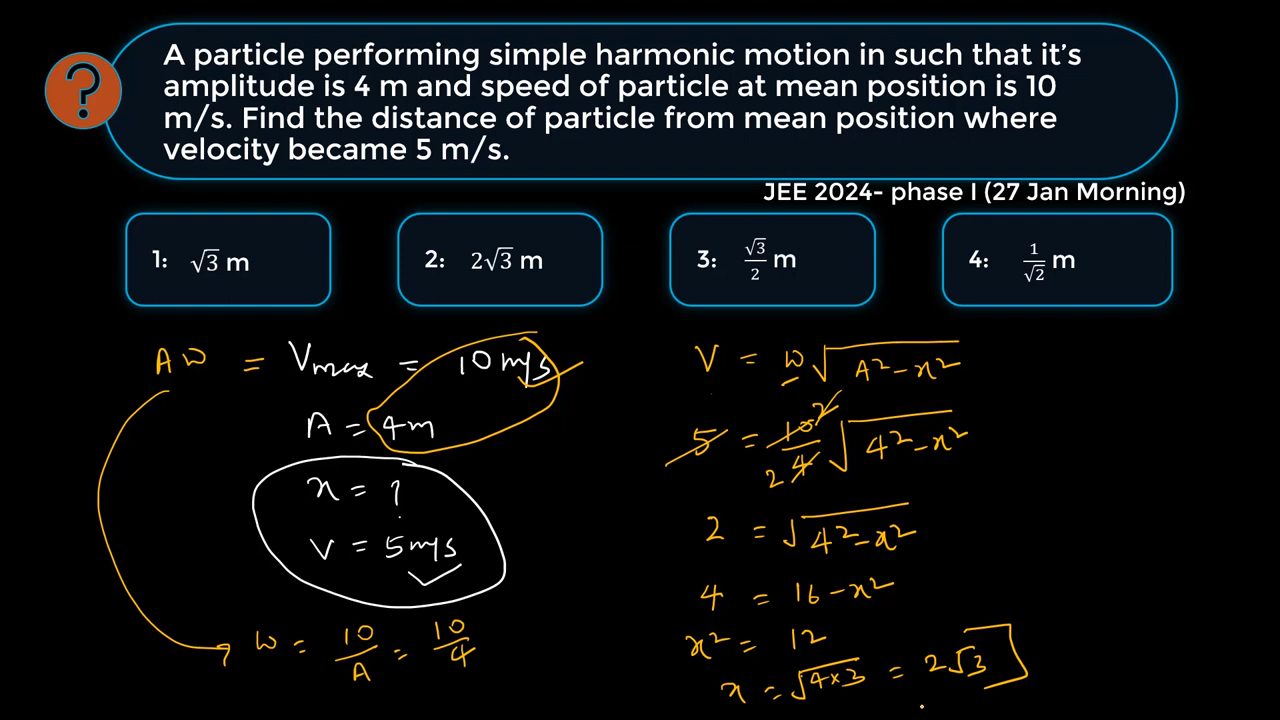 ?
A particle performing simple harmonic motion in such that it's
amplitude is 4 m and speed of particle at mean position is 10
m/s. Find the distance of particle from mean position where
velocity became 5 m/s.
JEE 2024- phase I (27 Jan Morning)
1: √3 m
2: 2√3 m
3: √3/2 m
4: 1/√2 m
AW = Vmax = 10 m/s
A = 4m
x = ?
V = 5 m/s
W = 10/A = 10/4
V = W√(A²-x²)
5 = 10/4 √(4²-x²)
2
2
2 = √(4²-x²)
4 = 16-x²
x² = 12
x = √(4×3) = 2√3